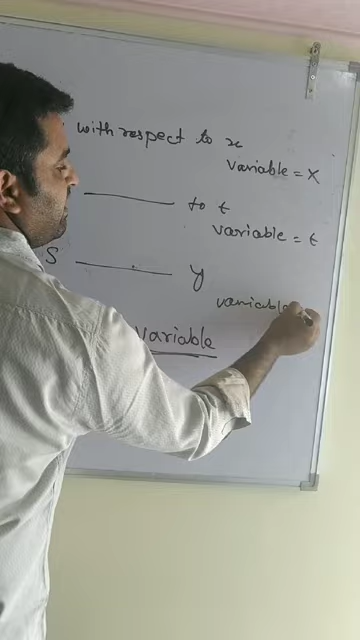 with respect to x
variable = x
to t
variable = t
S y
variable
variable